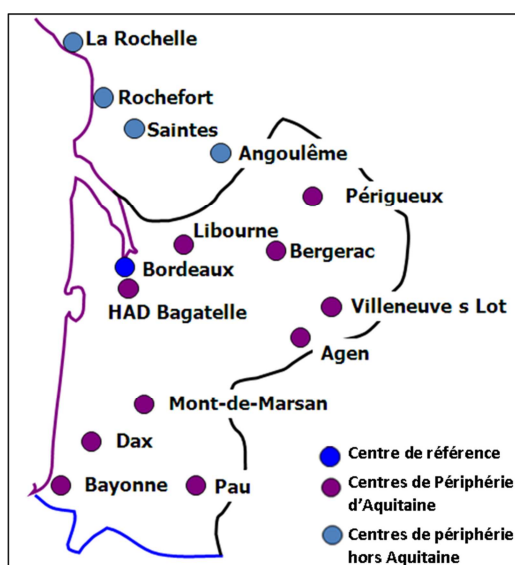 La Rochelle
Rochefort
Saintes
Angoulême
Périgueux
Libourne
Bergerac
Bordeaux
HAD Bagatelle
Villeneuve s Lot
Agen
Mont-de-Marsan
Dax
Bayonne
Pau
Centre de référence
Centres de Périphérie
d’Aquitaine
Centres de périphérie
hors Aquitaine